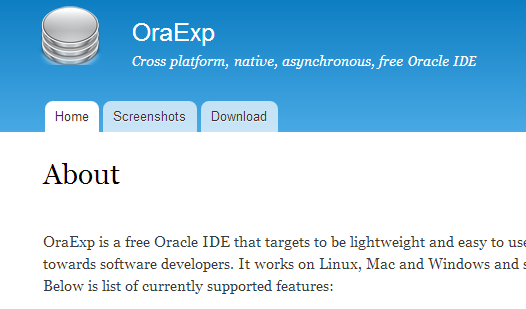 OraExp
Cross platform, native, asynchronous, free Oracle IDE
Home Screenshots Download
About
OraExp is a free Oracle IDE that targets to be lightweight and easy to use
towards software developers. It works on Linux, Mac and Windows and s
Below is list of currently supported features: